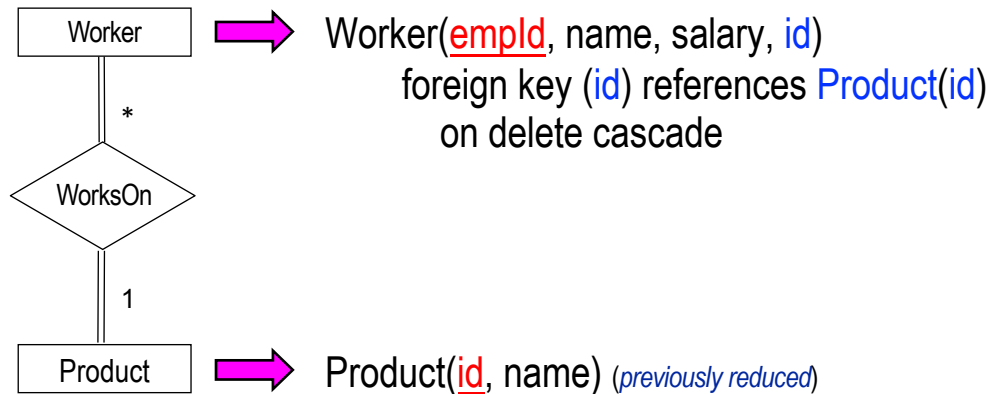 Worker
Worker(empId, name, salary, id)
foreign key (id) references Product(id)
on delete cascade
*
WorksOn
1
Product
Product(id, name) (previously reduced)